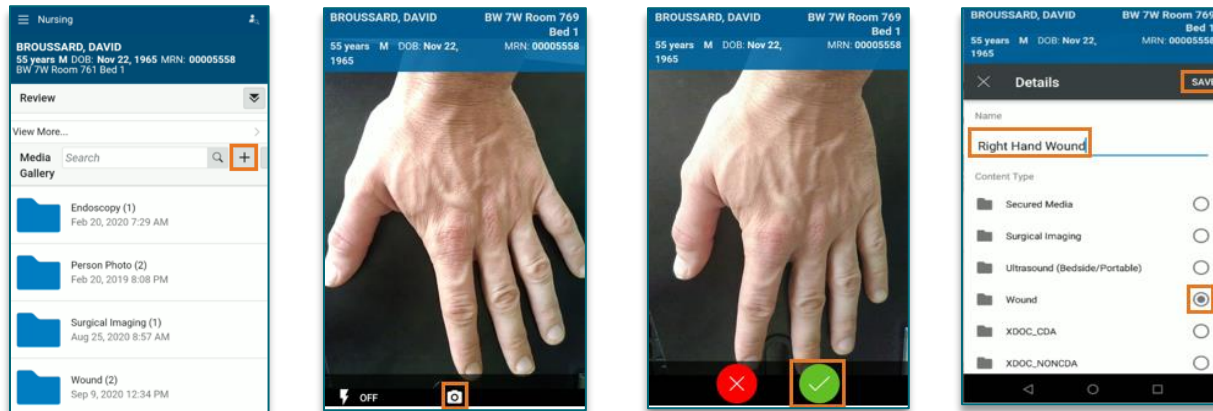 Nursing
BROUSSARD, DAVID
55 years M DOB: Nov 22, 1965 MRN: 00005558
BW 7W Room 761 Bed 1
Review
View More...
Media Gallery
Search
Endoscopy (1)
Feb 20, 2020 7:29 AM
Person Photo (2)
Feb 20, 2019 8:08 PM
Surgical Imaging (1)
Aug 25, 2020 8:57 AM
Wound (2)
Sep 9, 2020 12:34 PM
BROUSSARD, DAVID BW 7W Room 769
Bed 1
55 years M DOB: Nov 22, MRN: 00005558
1965
OFF
BROUSSARD, DAVID BW 7W Room 769
Bed 1
55 years M DOB: Nov 22, MRN: 00005558
1965
BROUSSARD, DAVID BW 7W Room 769
Bed 1
55 years M DOB: Nov 22, MRN: 00005558
1965
Details SAVE
Name
Right Hand Wound
Content Type
Secured Media
Surgical Imaging
Ultrasound (Bedside/Portable)
Wound
XDOC_CDA
XDOC_NONCDA